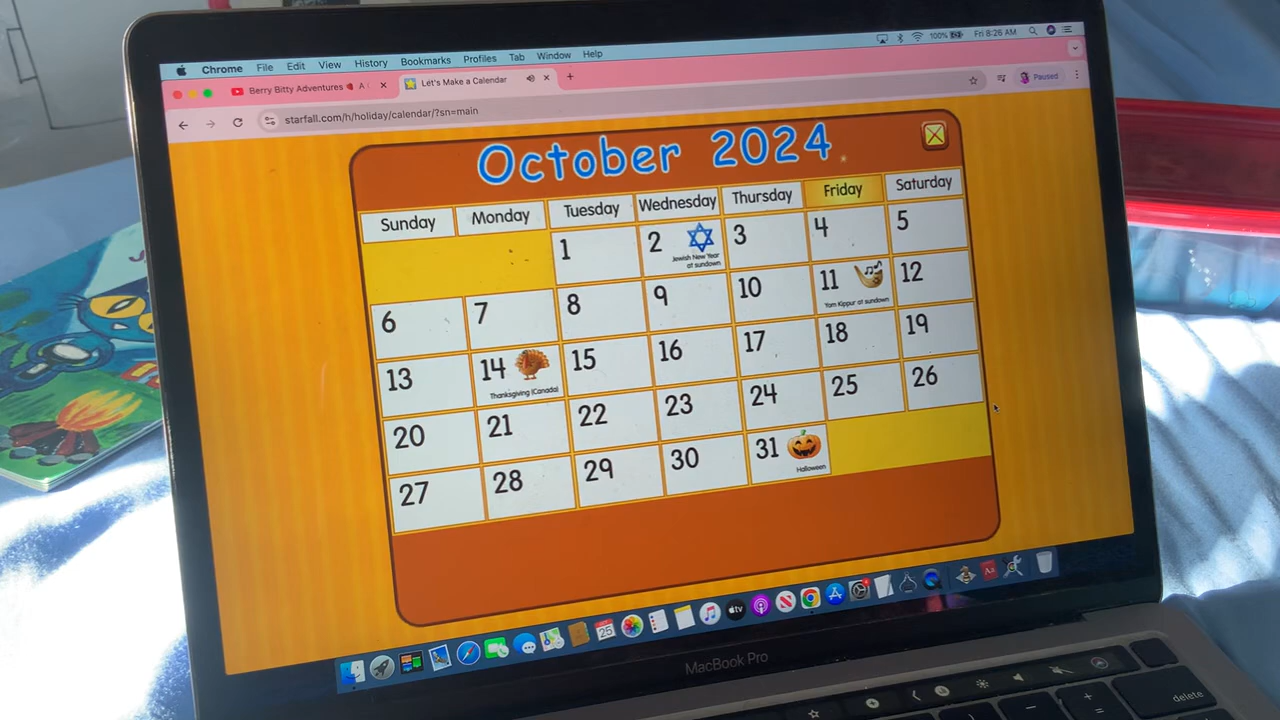 Chrome File Edit View History Bookmarks Profiles Tab Window Help 100% Fri 8:26 AM
Berry Bitty Adventures Let's Make a Calendar
starfall.com/h/holiday/calendar/?sn=main Paused
October 2024
Sunday Monday Tuesday Wednesday Thursday Friday Saturday
1 2 3 4 5
Jewish New Year
at sundown
6 7 8 9 10 11 12
Yom Kippur at sundown
13 14 15 16 17 18 19
Thanksgiving (Canada)
20 21 22 23 24 25 26
27 28 29 30 31
Halloween
25
tv
MacBook Pro
delete